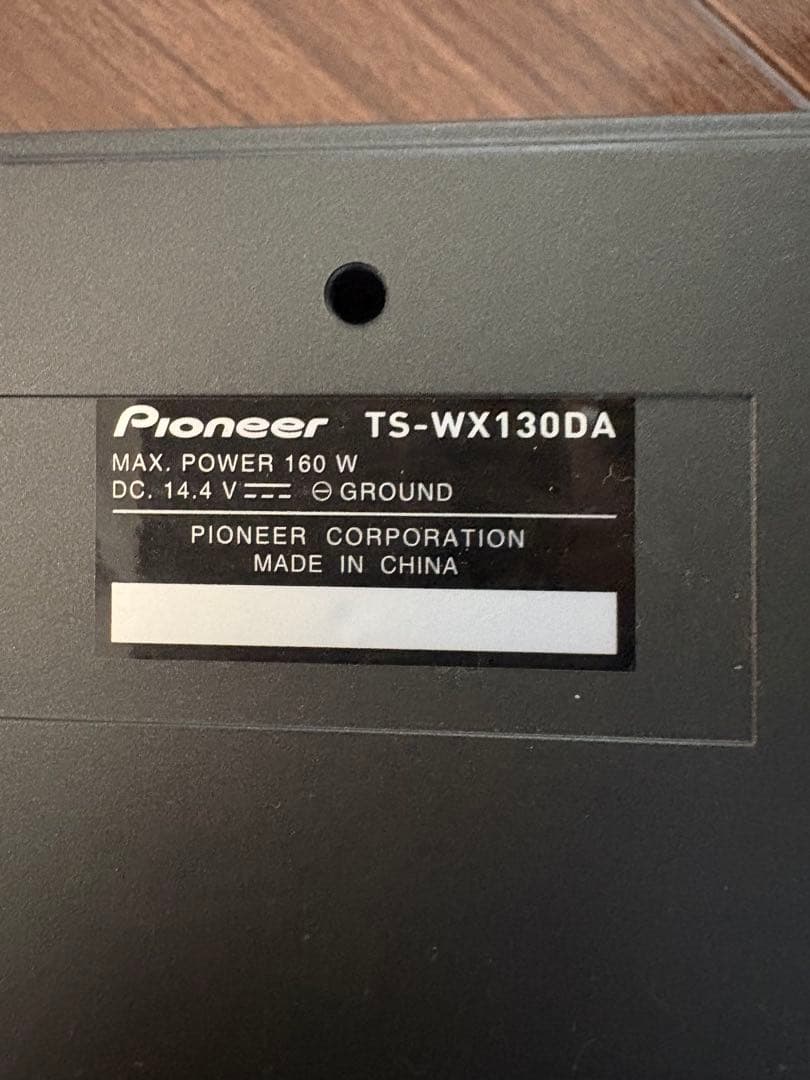 Pioneer TS-WX130DA
MAX. POWER 160 W
DC. 14.4 V ⎓ ⊖ GROUND
PIONEER CORPORATION
MADE IN CHINA